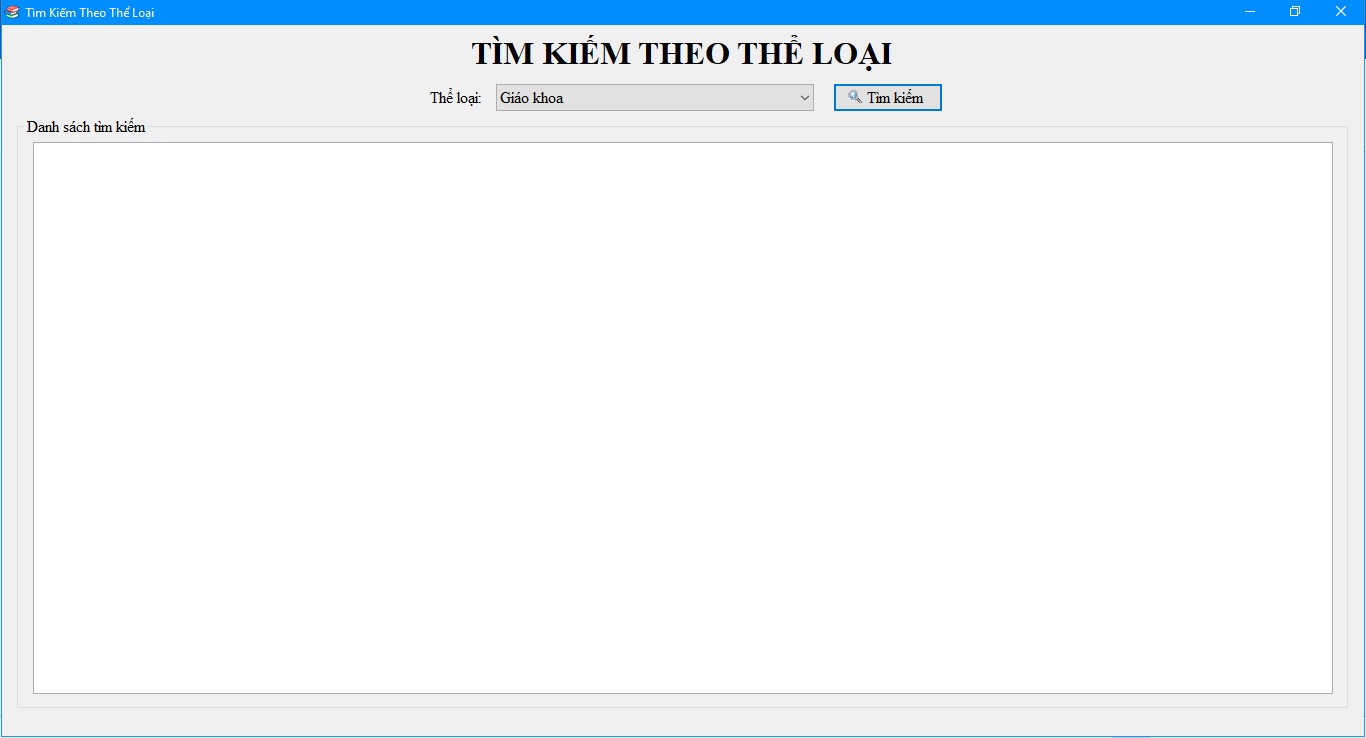 Tìm Kiếm Theo Thể Loại
TÌM KIẾM THEO THỂ LOẠI
Thể loại: Giáo khoa Tìm kiếm
Danh sách tìm kiếm